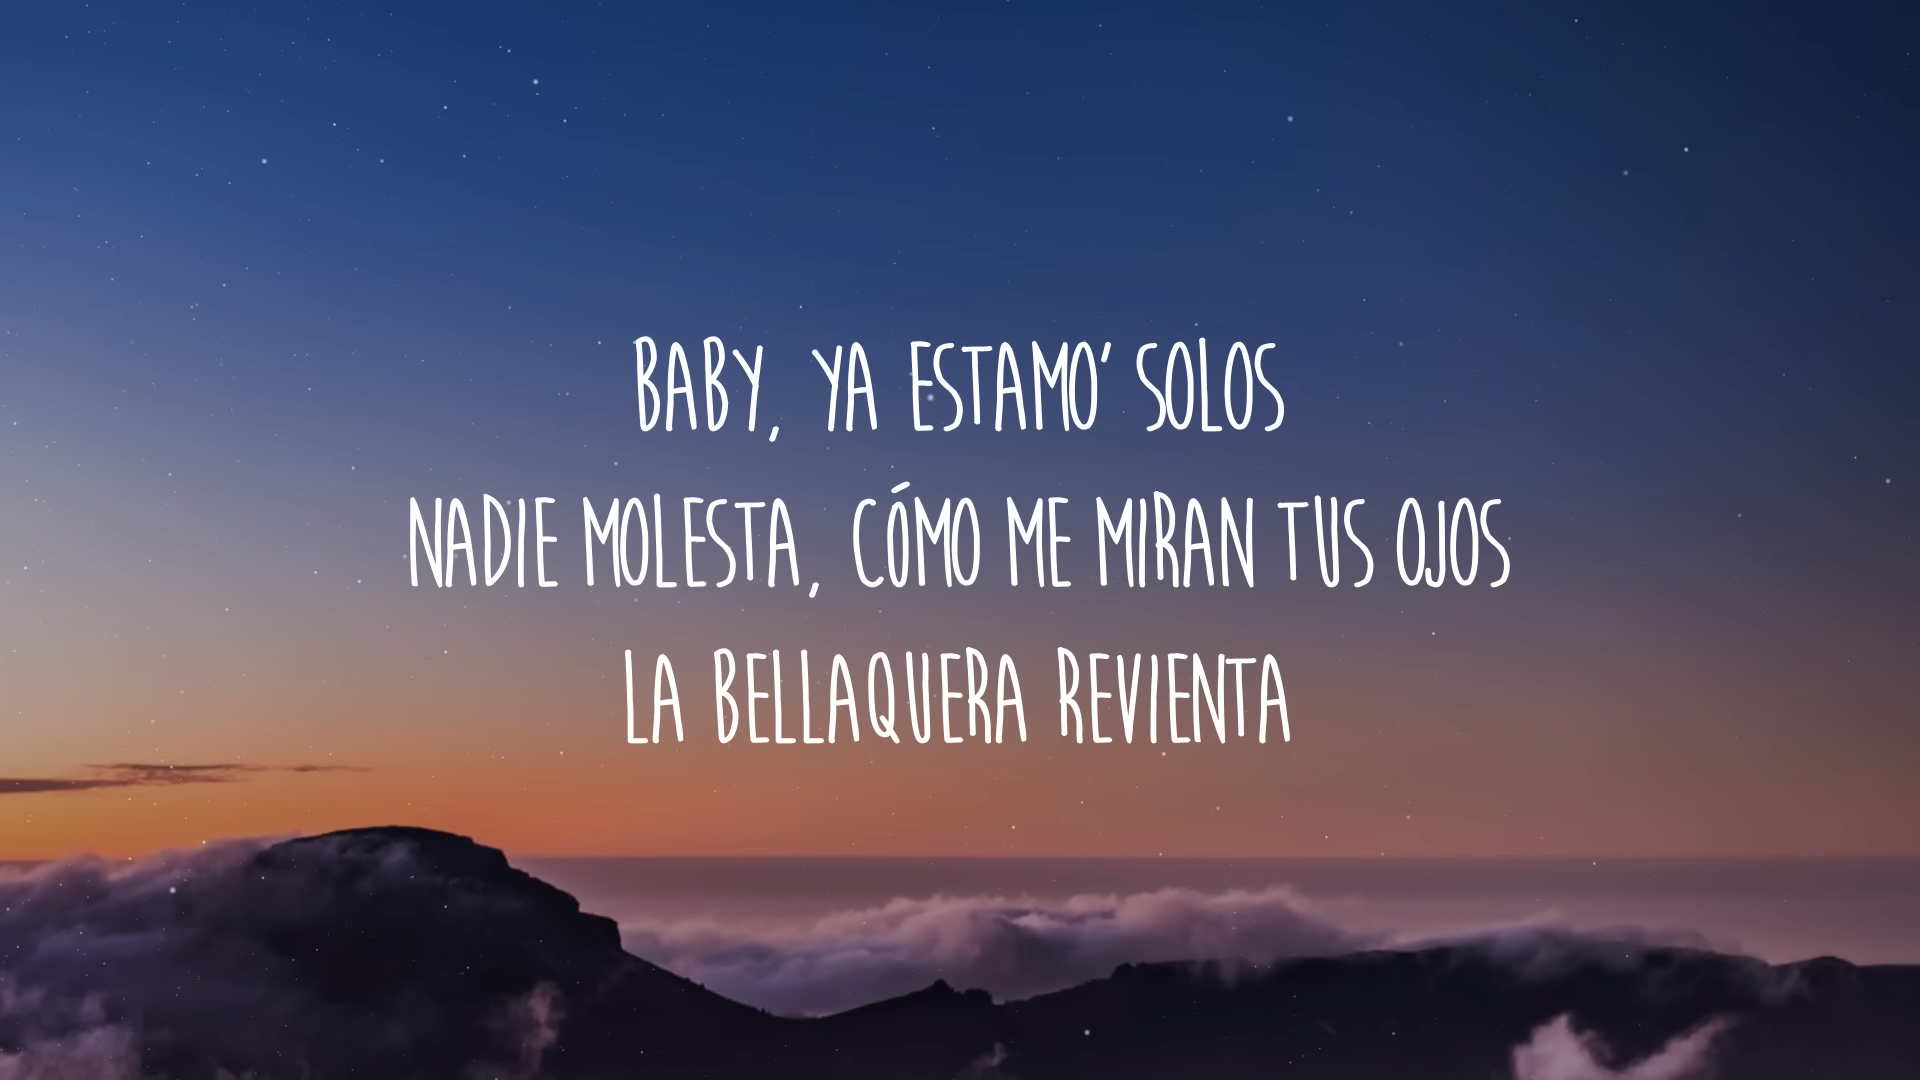 BABY, YA ESTAMO' SOLOS
NADIE MOLESTA, CÓMO ME MIRAN TUS OJOS
LA BELLAQUERA REVIENTA